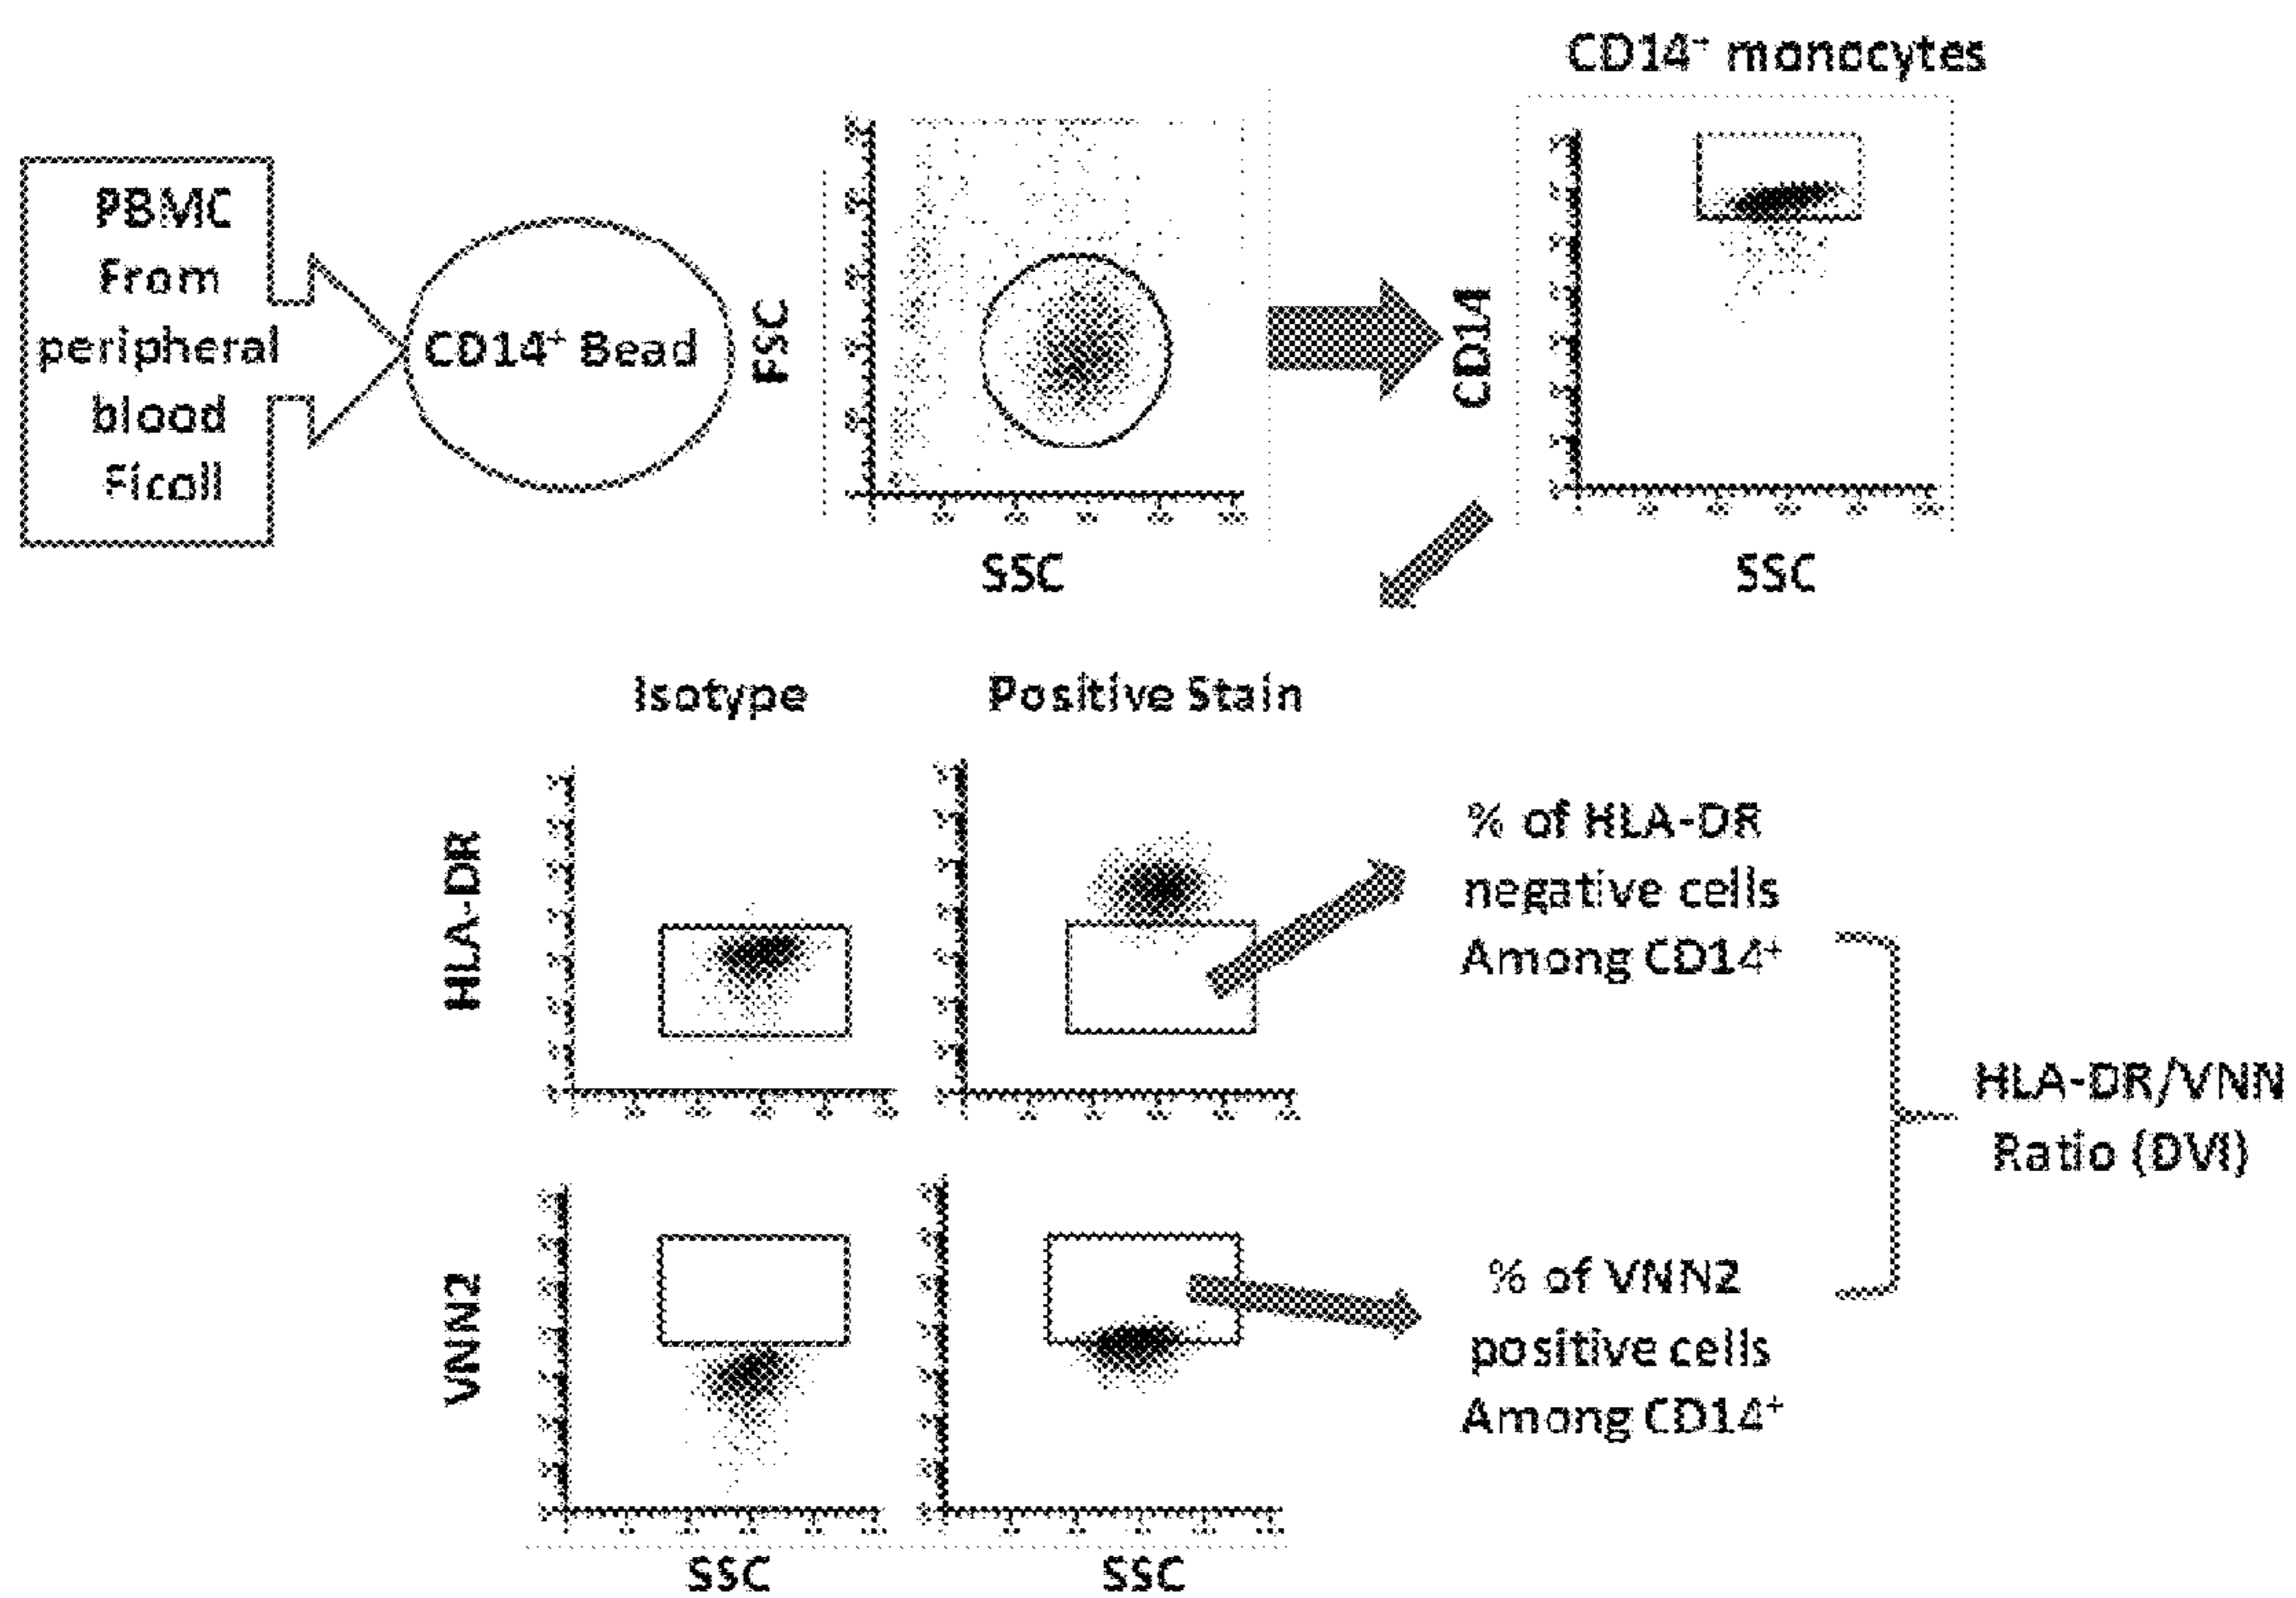 CD14⁺ monocytes
PBMC
From
peripheral
blood
Ficoll
CD14⁺ Bead
FSC
SSC
CD14
SSC
Isotype
Positive Stain
HLA-DR
% of HLA-DR
negative cells
Among CD14⁺
HLA-DR/VNN
Ratio (DVI)
VNN2
% of VNN2
positive cells
Among CD14⁺
SSC
SSC